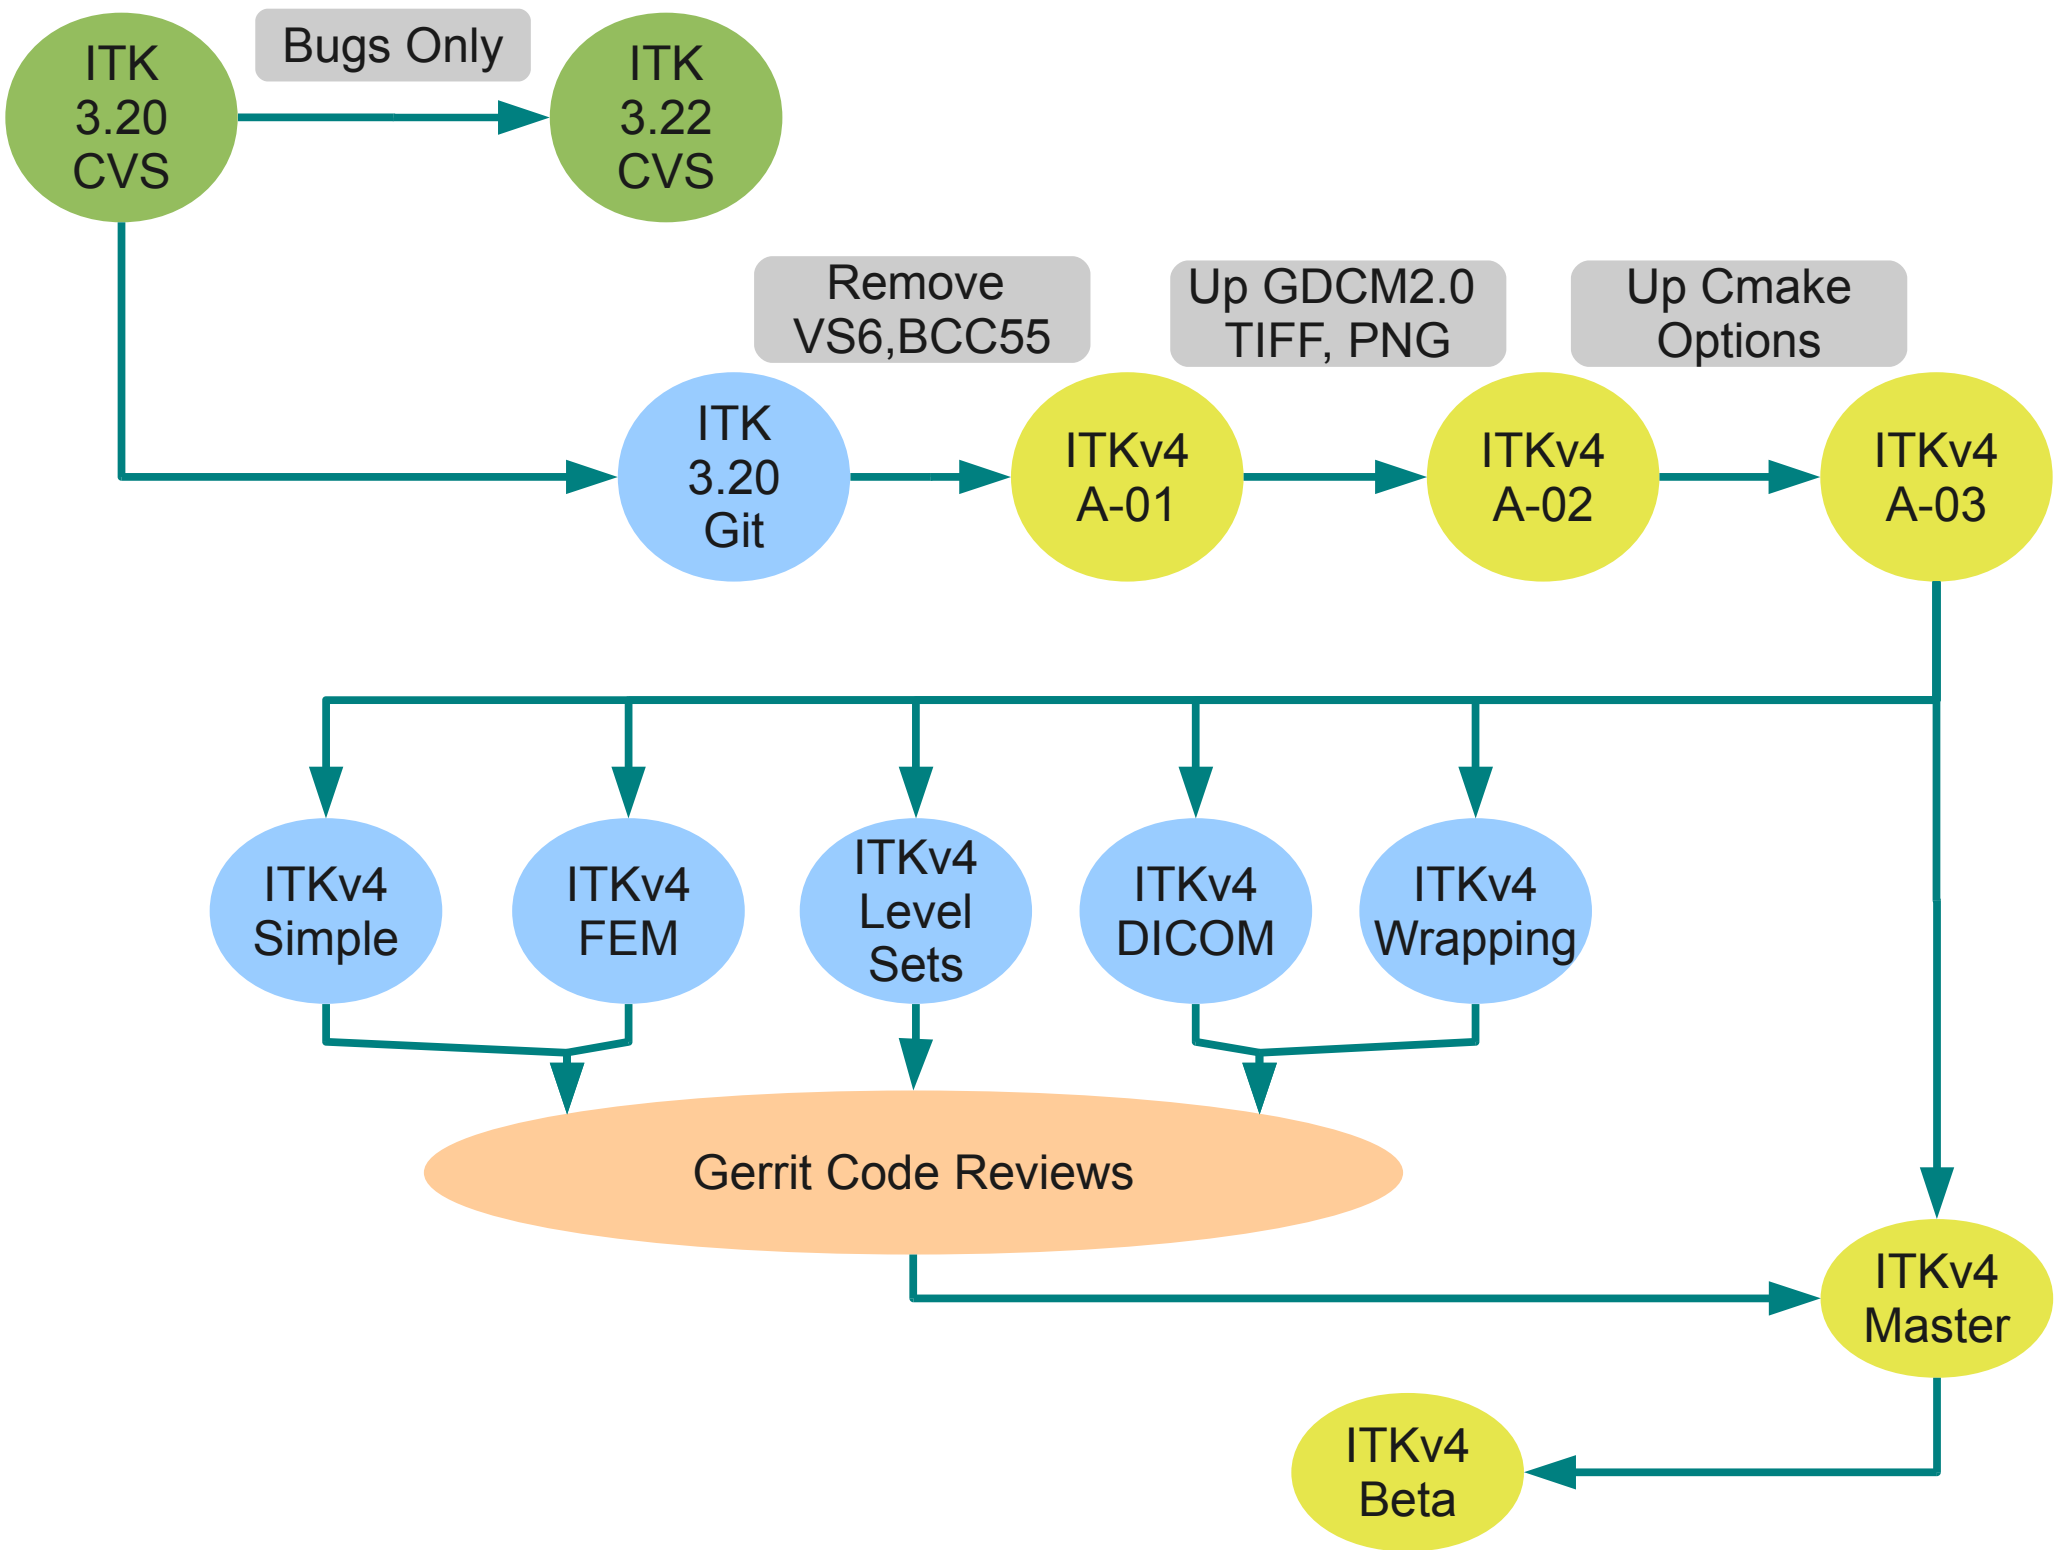 ITK
3.20
CVS
Bugs Only
ITK
3.22
CVS
Remove
VS6,BCC55
Up GDCM2.0
TIFF, PNG
Up Cmake
Options
ITK
3.20
Git
ITKv4
A-01
ITKv4
A-02
ITKv4
A-03
ITKv4
Simple
ITKv4
FEM
ITKv4
Level
Sets
ITKv4
DICOM
ITKv4
Wrapping
Gerrit Code Reviews
ITKv4
Master
ITKv4
Beta